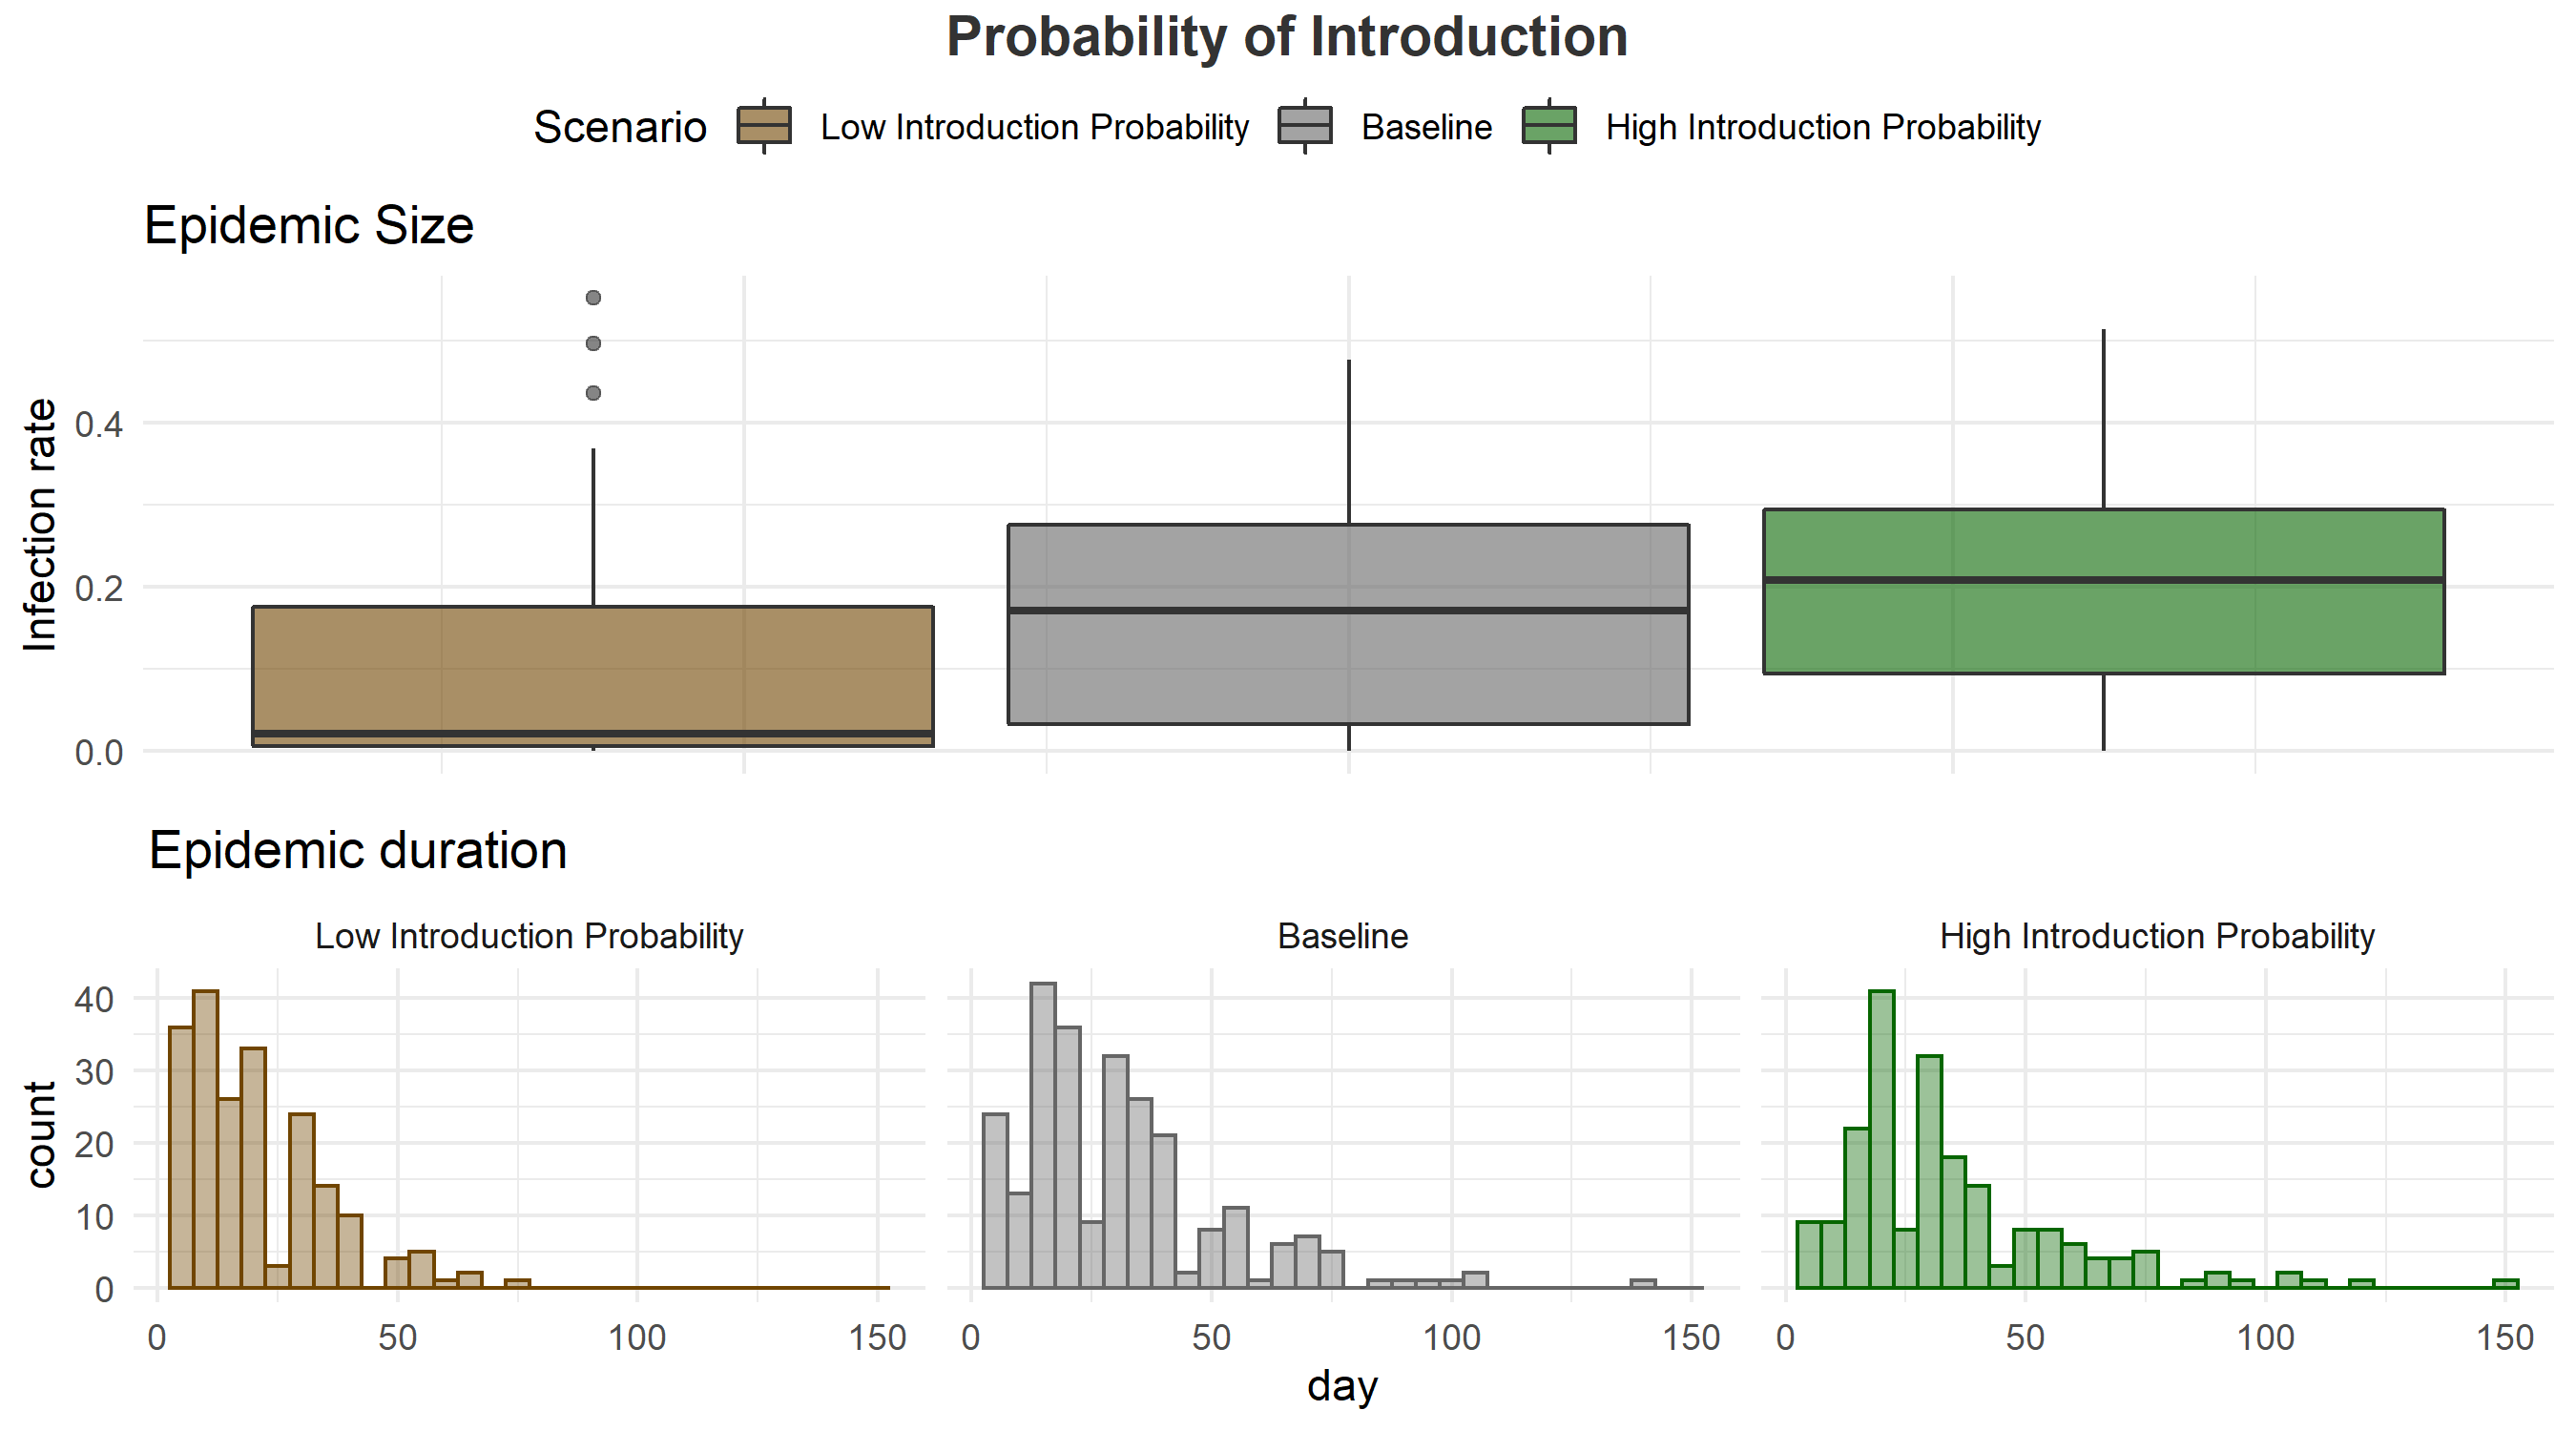 Probability of Introduction
Scenario Low Introduction Probability Baseline High Introduction Probability
Epidemic Size
Infection rate
0.4
0.2
0.0
Epidemic duration
Low Introduction Probability Baseline High Introduction Probability
count
40
30
20
10
0
0 50 100 150 0 50 100 150 0 50 100 150
day